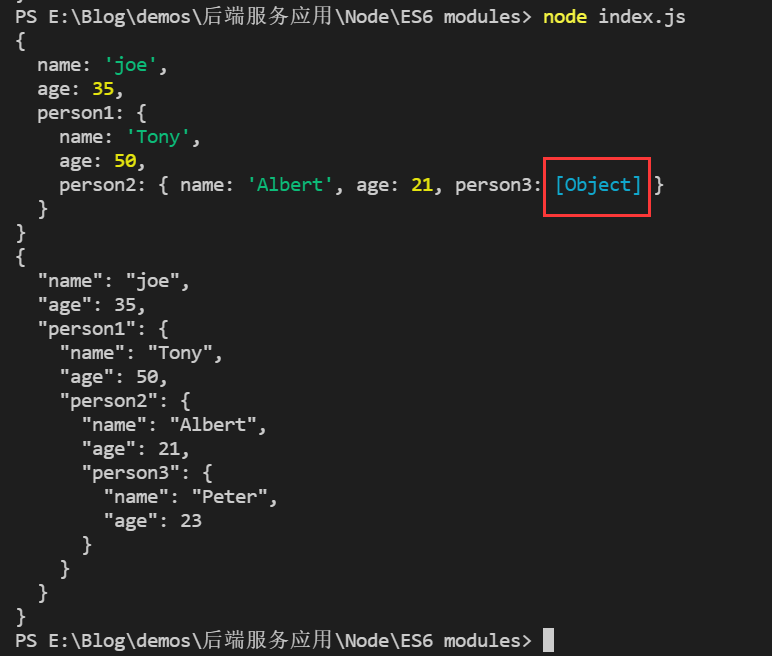 PS E:\Blog\demos\后端服务应用\Node\ES6 modules> node index.js
{
  name: 'joe',
  age: 35,
  person1: {
    name: 'Tony',
    age: 50,
    person2: { name: 'Albert', age: 21, person3: [Object] }
  }
}
{
  "name": "joe",
  "age": 35,
  "person1": {
    "name": "Tony",
    "age": 50,
    "person2": {
      "name": "Albert",
      "age": 21,
      "person3": {
        "name": "Peter",
        "age": 23
      }
    }
  }
}
PS E:\Blog\demos\后端服务应用\Node\ES6 modules>